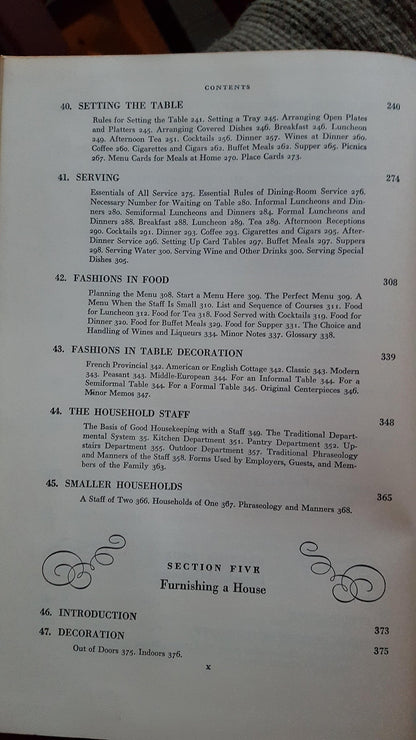 CONTENTS
40. SETTING THE TABLE 240
Rules for Setting the Table 241. Setting a Tray 245. Arranging Open Plates
and Platters 245. Arranging Covered Dishes 246. Breakfast 246. Luncheon
249. Afternoon Tea 251. Cocktails 256. Dinner 257. Wines at Dinner 260.
Coffee 260. Cigarettes and Cigars 262. Buffet Meals 262. Supper 265. Picnics
267. Menu Cards for Meals at Home 270. Place Cards 273.
41. SERVING 274
Essentials of All Service 275. Essential Rules of Dining-Room Service 276.
Necessary Number for Waiting on Table 280. Informal Luncheons and Din-
ners 280. Semiformal Luncheons and Dinners 284. Formal Luncheons and
Dinners 288. Breakfast 288. Luncheon 289. Tea 289. Afternoon Receptions
290. Cocktails 291. Dinner 293. Coffee 293. Cigarettes and Cigars 295. After-
Dinner Service 296. Setting Up Card Tables 297. Buffet Meals 297. Suppers
298. Serving Water 300. Serving Wine and Other Drinks 300. Serving Special
Dishes 305.
42. FASHIONS IN FOOD 308
Planning the Menu 308. Start a Menu Here 309. The Perfect Menu 309. A
Menu When the Staff Is Small 310. List and Sequence of Courses 311. Food
for Luncheon 312. Food for Tea 318. Food Served with Cocktails 319. Food for
Dinner 320. Food for Buffet Meals 329. Food for Supper 331. The Choice and
Handling of Wines and Liqueurs 334. Minor Notes 337. Glossary 338.
43. FASHIONS IN TABLE DECORATION 339
French Provincial 342. American or English Cottage 342. Classic 343. Modern
343. Peasant 343. Middle-European 344. For an Informal Table 344. For a
Semiformal Table 344. For a Formal Table 345. Original Centerpieces 346.
Minor Memos 347.
44. THE HOUSEHOLD STAFF 348
The Basis of Good Housekeeping with a Staff 349. The Traditional Depart-
mental System 35. Kitchen Department 351. Pantry Department 352. Up-
stairs Department 355. Outdoor Department 357. Traditional Phraseology
and Manners of the Staff 358. Forms Used by Employers, Guests, and Mem-
bers of the Family 363.
45. SMALLER HOUSEHOLDS 365
A Staff of Two 366. Households of One 367. Phraseology and Manners 368.
SECTION FIVE
Furnishing a House
46. INTRODUCTION 373
47. DECORATION 375
Out of Doors 375. Indoors 376.
x